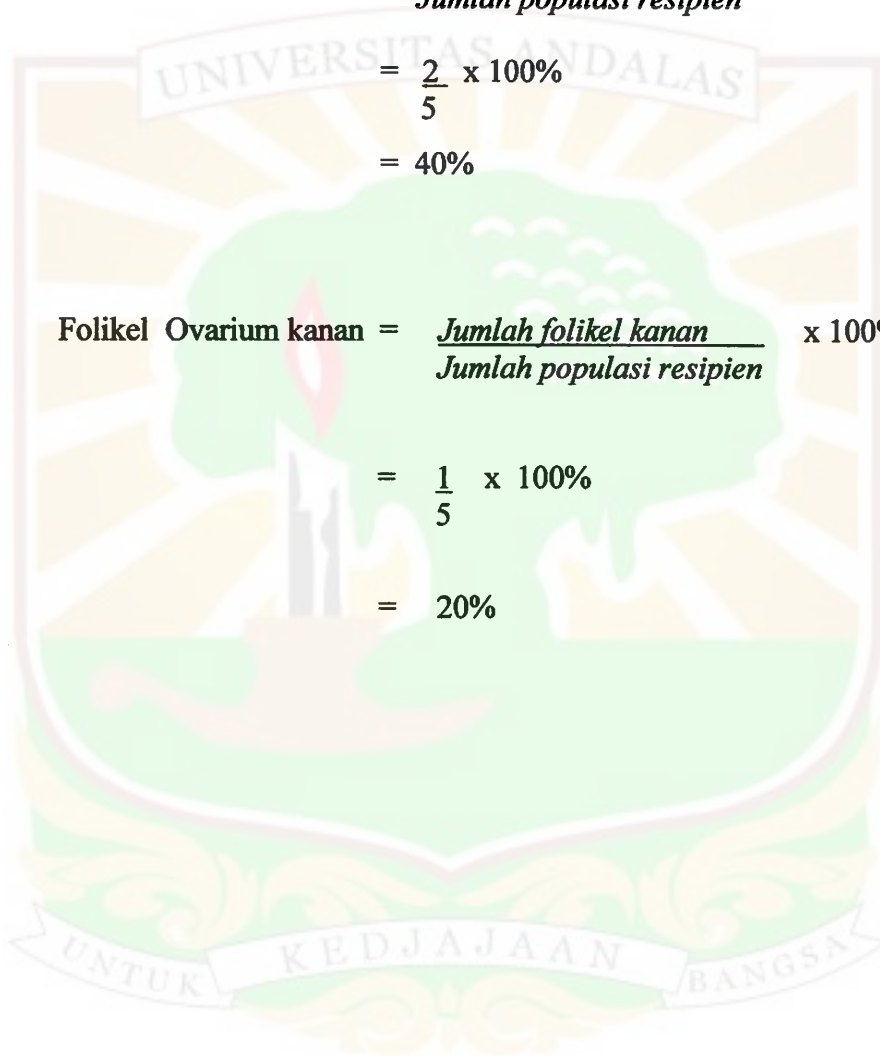 Jumlah populasi resipien
UNIVERSITAS ANDALAS
= 2 x 100%
5
= 40%
Folikel Ovarium kanan = Jumlah folikel kanan x 100%
Jumlah populasi resipien
= 1 x 100%
5
= 20%
UNTUK KEDJAJAAN BANGSA